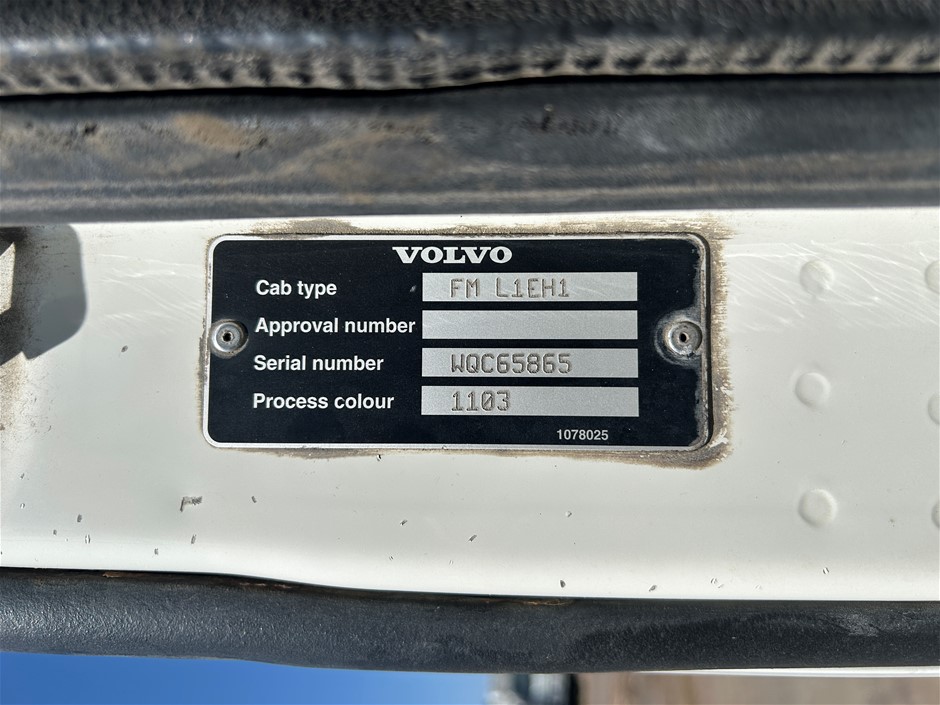 VOLVO
Cab type FM L1EH1
Approval number
Serial number WQC65865
Process colour 1103
1078025